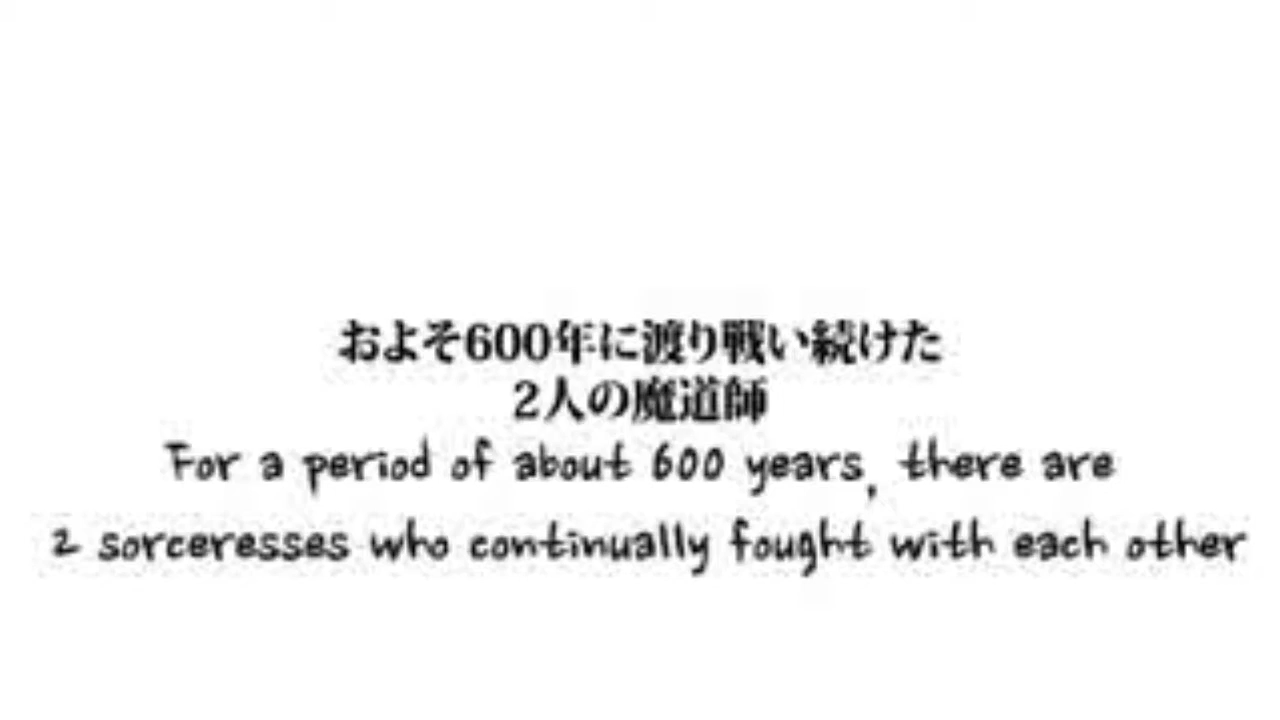 およそ600年に渡り戦い続けた
2人の魔道師
For a period of about 600 years, there are
2 sorceresses who continually fought with each other